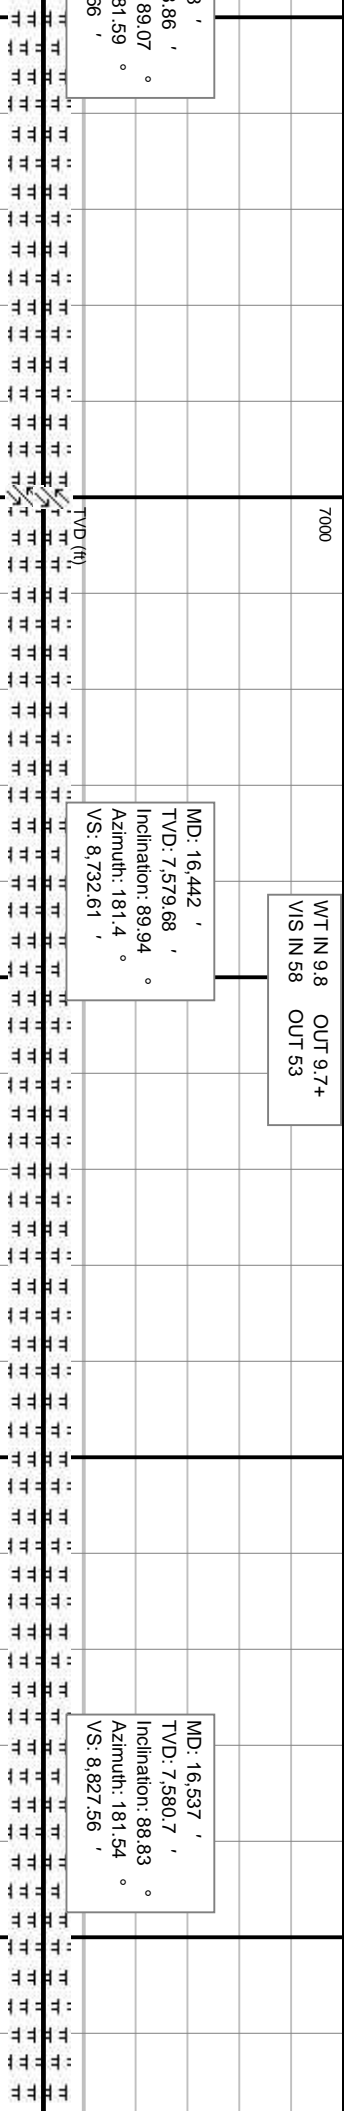 .86 '
89.07 °
81.59 °
66 '
7000
TVD (ft)
MD: 16,442 '
TVD: 7,579.68 '
Inclination: 89.94 °
Azimuth: 181.4 °
VS: 8,732.61 '
WT IN 9.8 OUT 9.7+
VIS IN 58 OUT 53
MD: 16,537 '
TVD: 7,580.7 '
Inclination: 88.83 °
Azimuth: 181.54 °
VS: 8,827.56 '